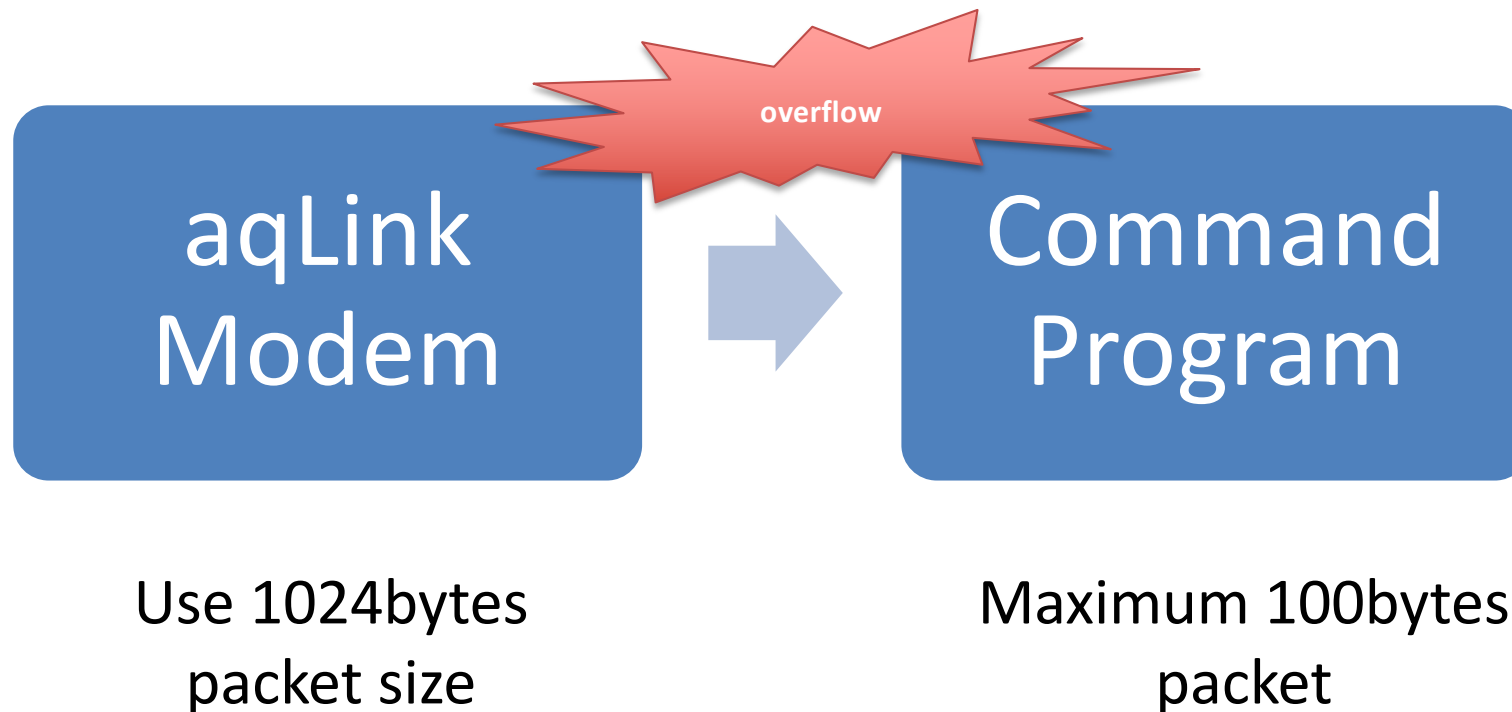 overflow
aqLink
Modem
Command
Program
Use 1024bytes
packet size
Maximum 100bytes
packet